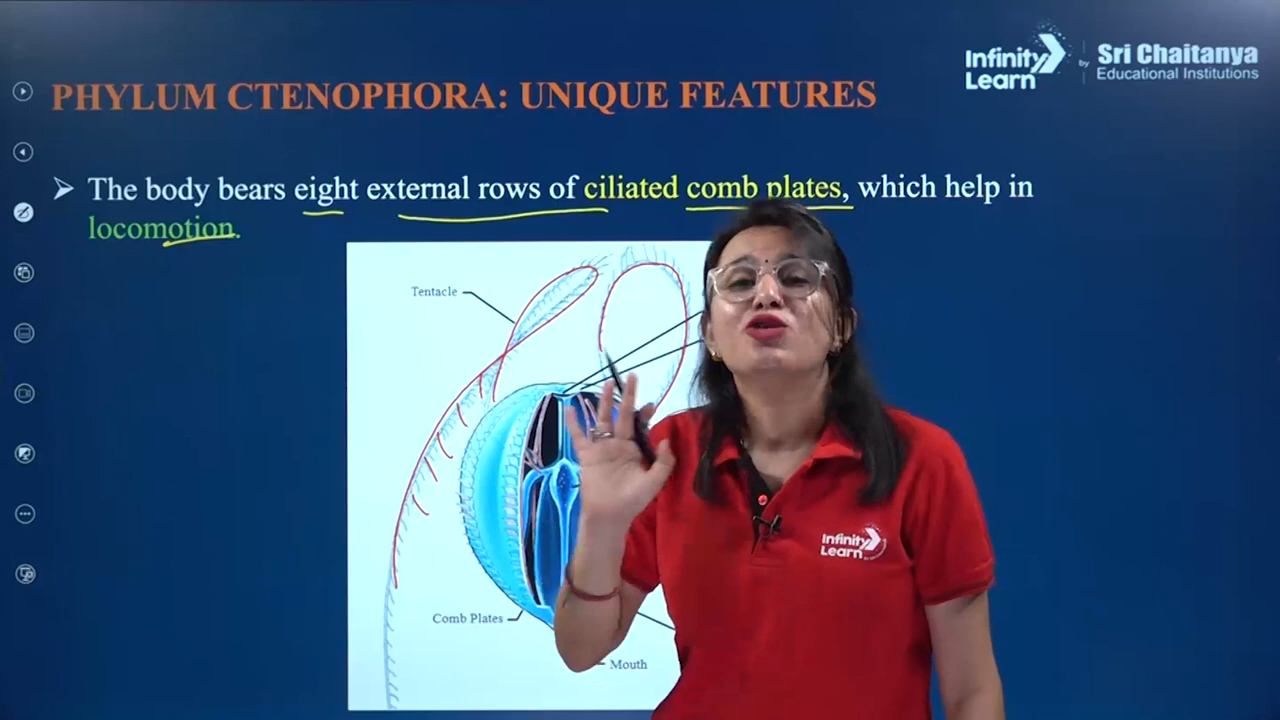 Infinity Learn by Sri Chaitanya Educational Institutions
PHYLUM CTENOPHORA: UNIQUE FEATURES
The body bears eight external rows of ciliated comb plates, which help in
locomotion.
Tentacle
Comb Plates
Mouth
Infinity Learn